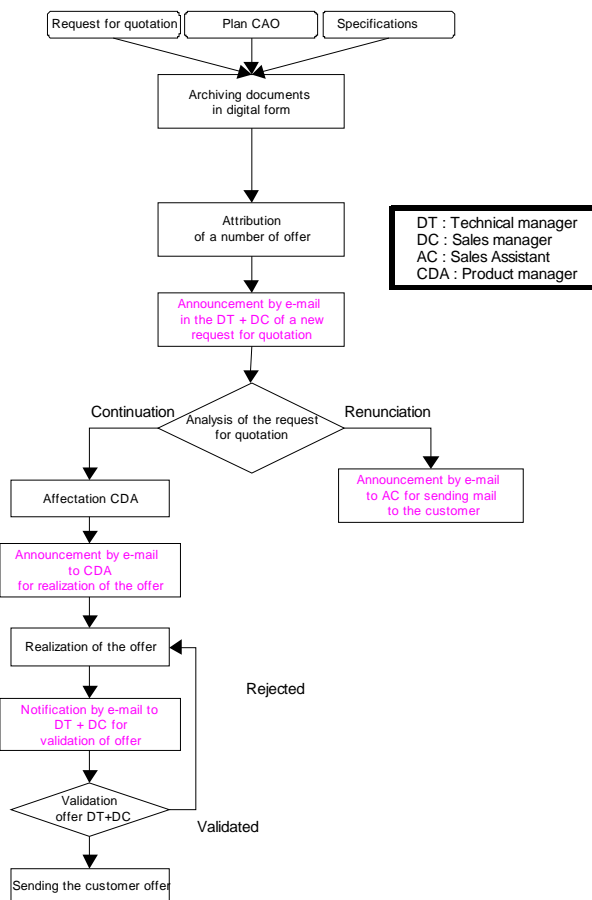 Request for quotation
Plan CAO
Specifications
Archiving documents
in digital form
Attribution
of a number of offer
DT : Technical manager
DC : Sales manager
AC : Sales Assistant
CDA : Product manager
Announcement by e-mail
in the DT + DC of a new
request for quotation
Continuation
Analysis of the request
for quotation
Renunciation
Affectation CDA
Announcement by e-mail
to AC for sending mail
to the customer
Announcement by e-mail
to CDA
for realization of the offer
Realization of the offer
Rejected
Notification by e-mail to
DT + DC for
validation of offer
Validation
offer DT+DC
Validated
Sending the customer offer